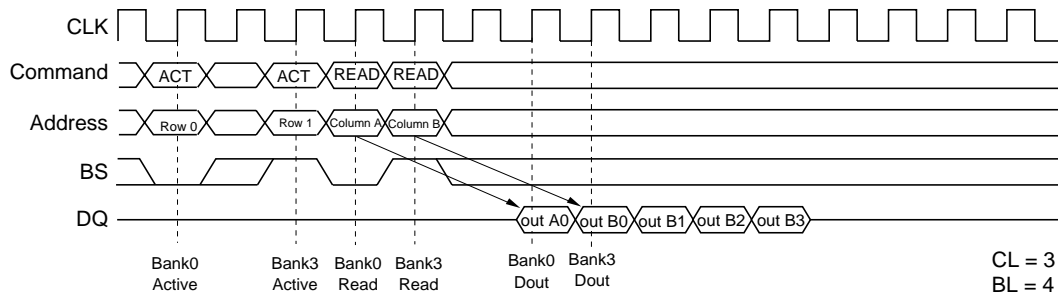 CLK
Command ACT ACT READ READ
Address Row 0 Row 1 Column A Column B
BS
DQ out A0 out B0 out B1 out B2 out B3
Bank0 Active
Bank3 Active
Bank0 Read
Bank3 Read
Bank0 Dout
Bank3 Dout
CL = 3
BL = 4